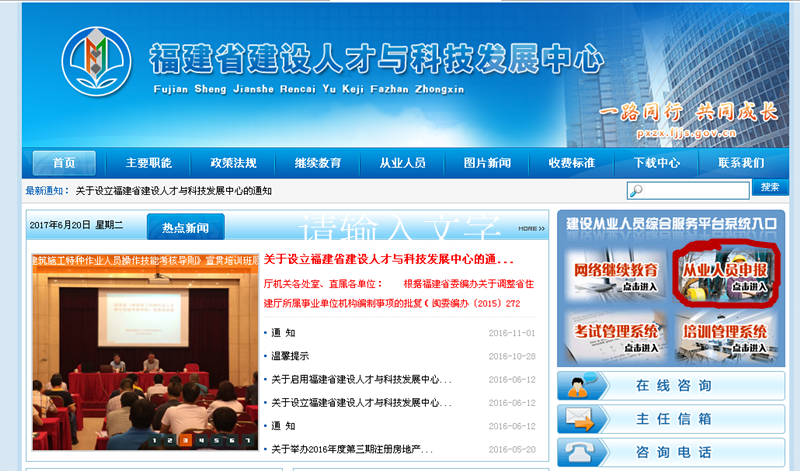 福建省建设人才与科技发展中心
Fujian Sheng Jianshe Rencai Yu Keji Fazhan Zhongxin
一路同行 共同成长
pxzx.fjjs.gov.cn
首页 主要职能 政策法规 继续教育 从业人员 图片新闻 收费标准 下载中心 联系我们
最新通知： 关于设立福建省建设人才与科技发展中心的通知
搜索
2017年6月20日 星期二
热点新闻
请输入文字
MORE >>
建筑施工特种作业人员操作技能考核导则》宣贯培训班
1 2 3 4 5 6 7
关于设立福建省建设人才与科技发展中心的通...
厅机关各处室、直属各单位： 根据福建省委编办关于调整省住
建厅所属事业单位机构编制事项的批复（闽委编办（2015）272
通 知 2016-11-01
温馨提示 2016-10-28
关于启用福建省建设人才与科技发展中心... 2016-06-12
关于设立福建省建设人才与科技发展中心... 2016-06-12
通 知 2016-06-12
关于举办2016年度第三期注册房地产... 2016-05-20
建设从业人员综合服务平台系统入口
网络继续教育
点击进入
从业人员申报
点击进入
考试管理系统
点击进入
培训管理系统
点击进入
在线咨询
主任信箱
咨询电话